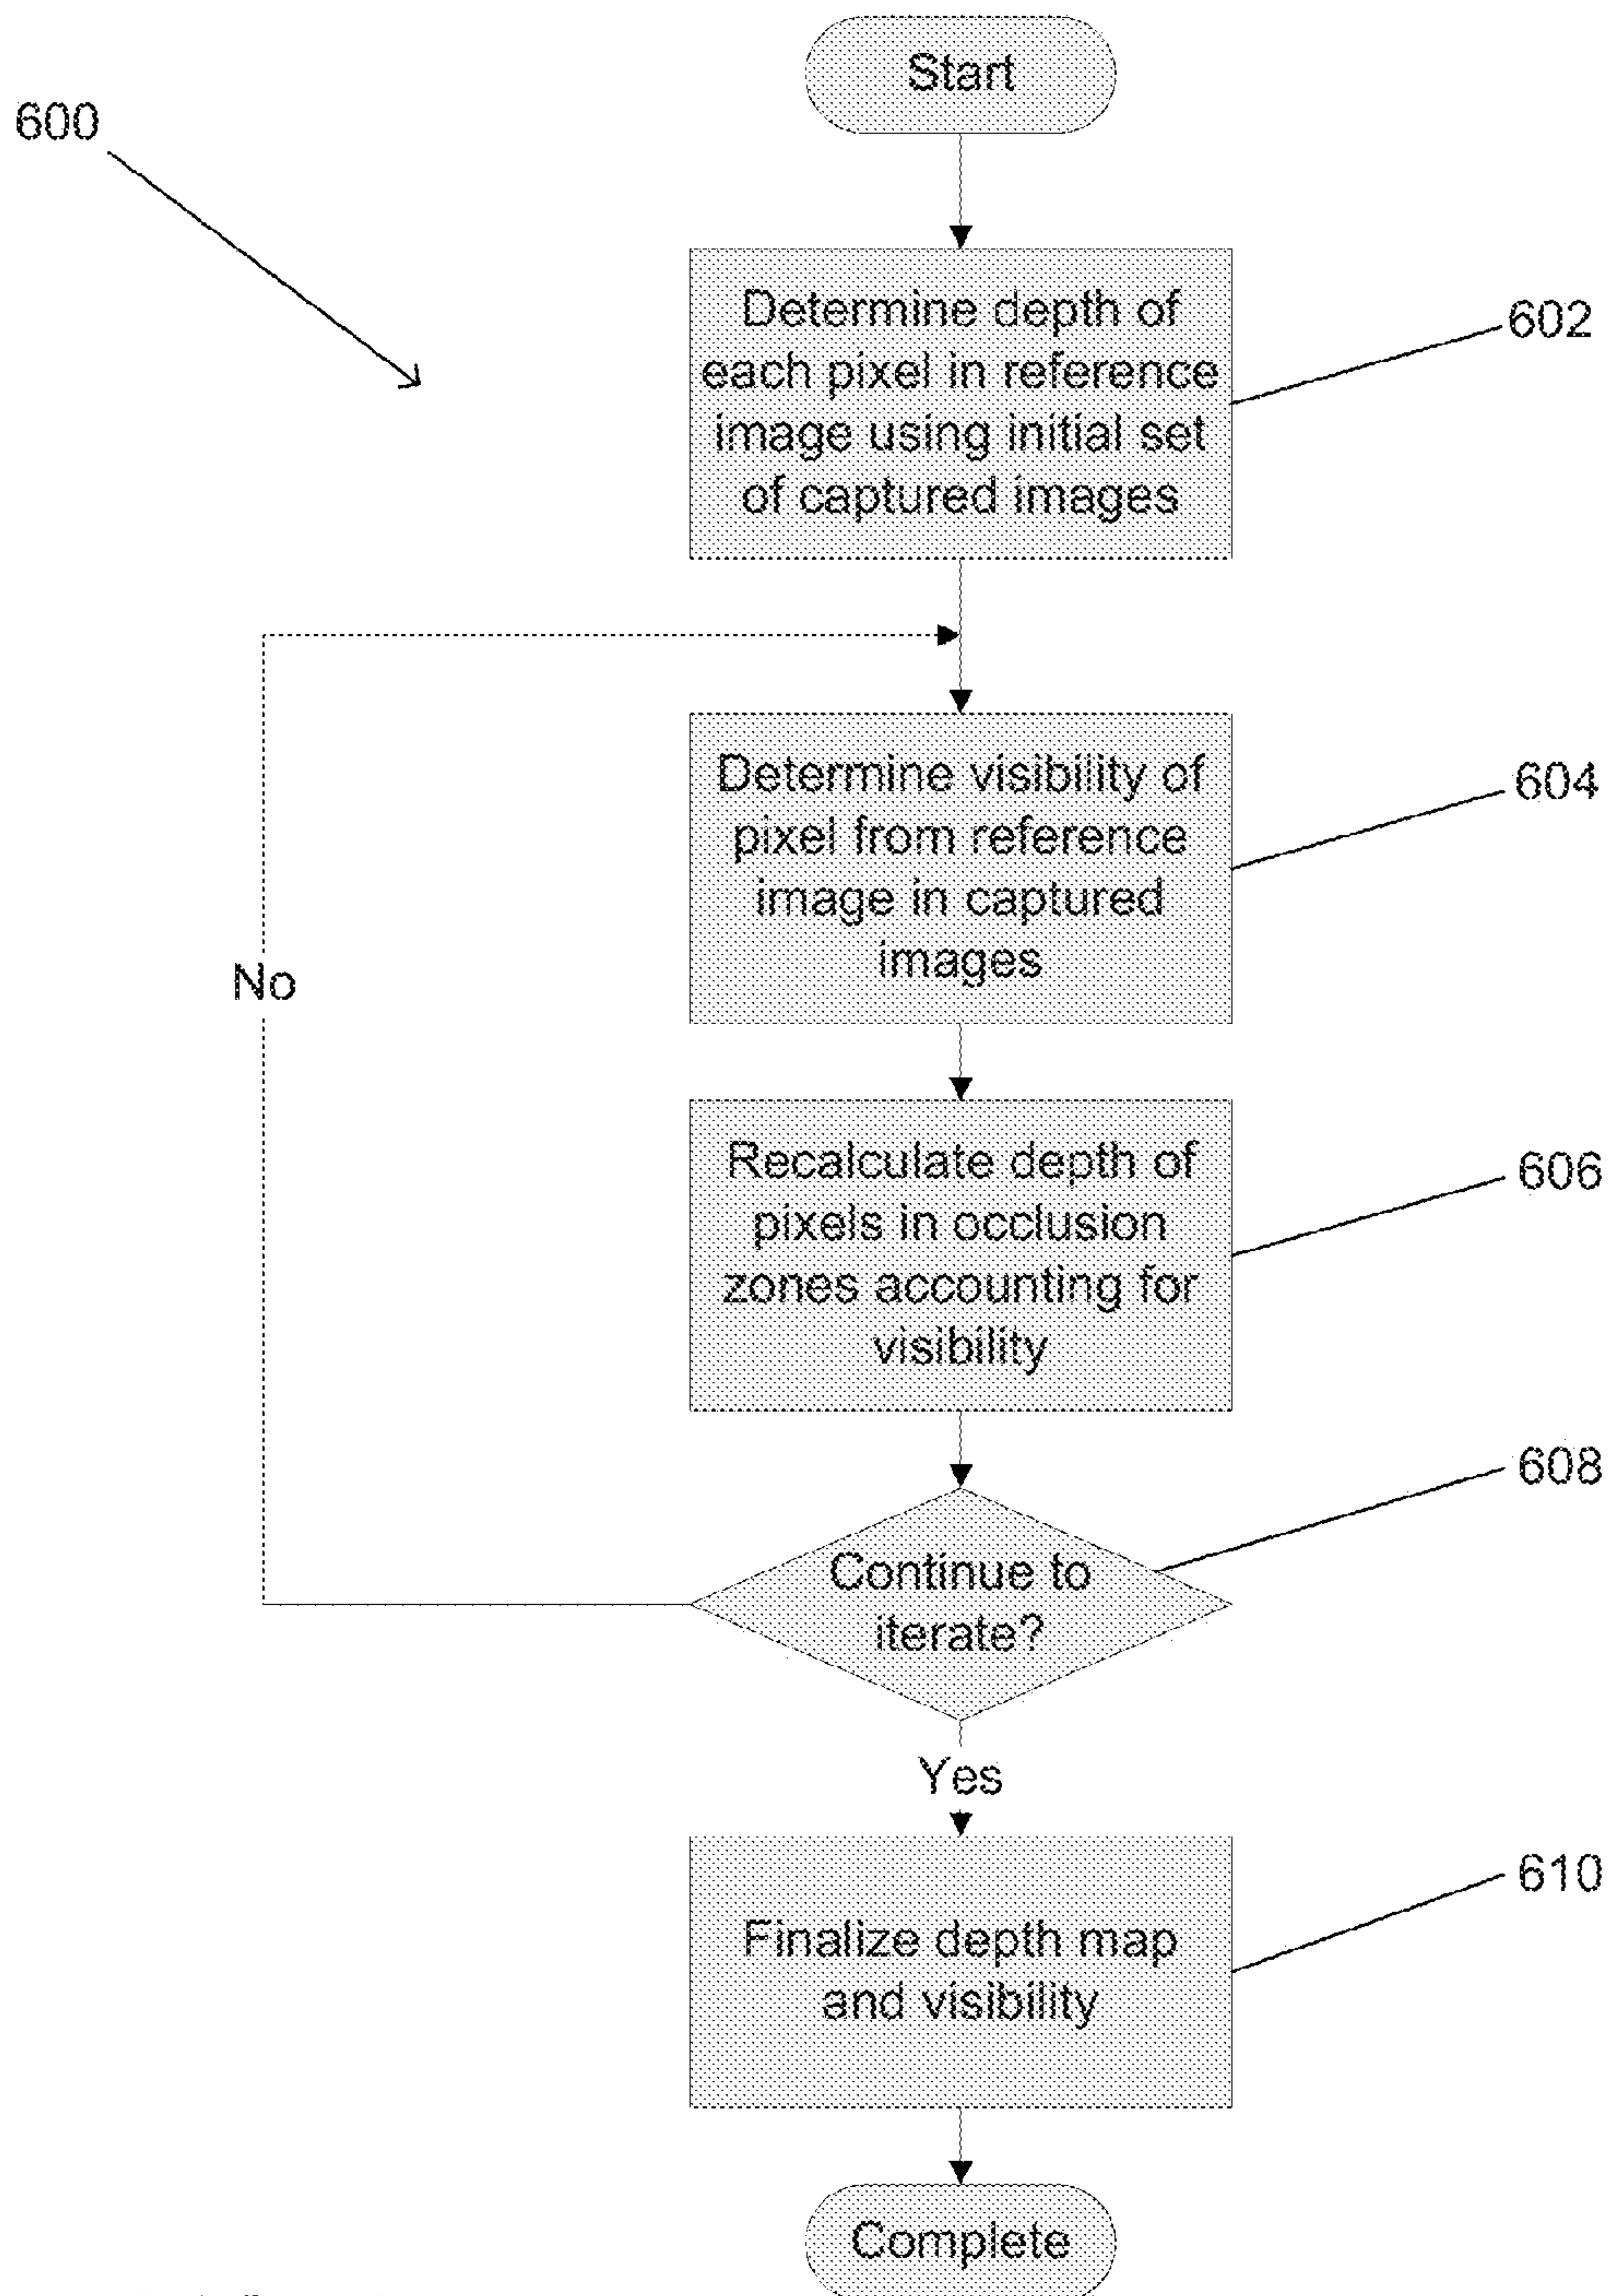 Start
600
Determine depth of
each pixel in reference
image using initial set
of captured images
602
Determine visibility of
pixel from reference
image in captured
images
604
No
Recalculate depth of
pixels in occlusion
zones accounting for
visibility
606
608
Continue to
iterate?
Yes
610
Finalize depth map
and visibility
Complete